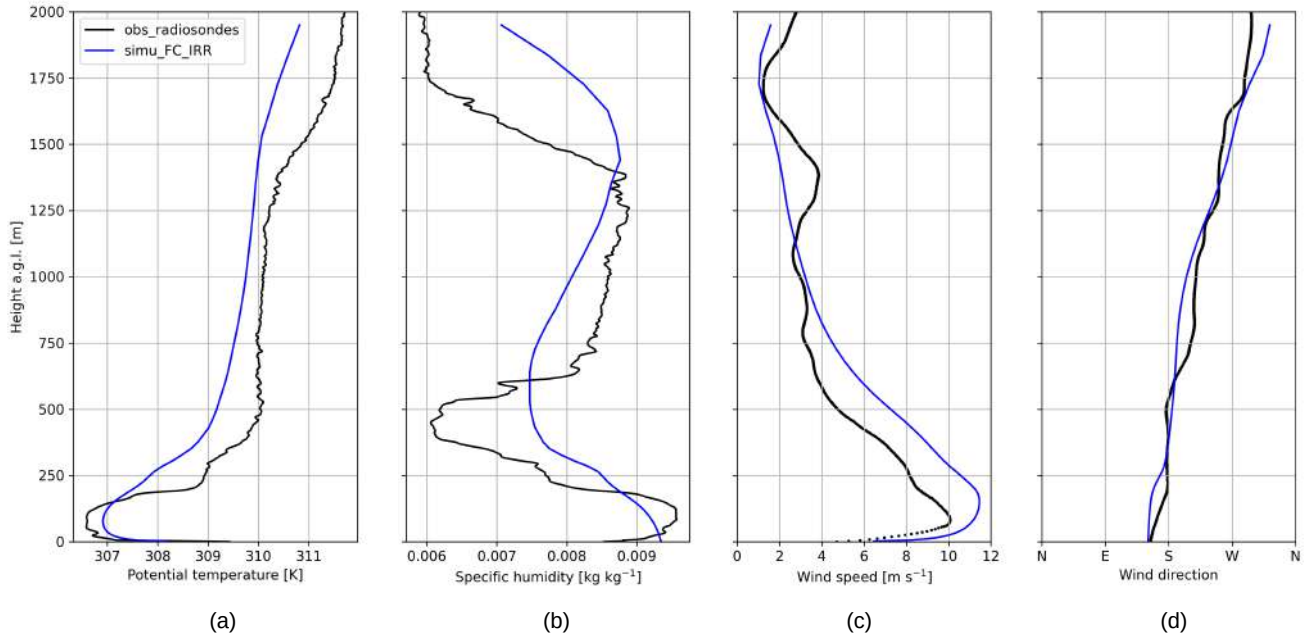 2000
1750
1500
1250
1000
750
500
250
0
Height a.g.l. [m]
obs_radiosondes
simu_FC_IRR
307 308 309 310 311
0.006 0.007 0.008 0.009
0 2 4 6 8 10 12
N E S W N
Potential temperature [K]
Specific humidity [kg kg⁻¹]
Wind speed [m s⁻¹]
Wind direction
(a) (b) (c) (d)